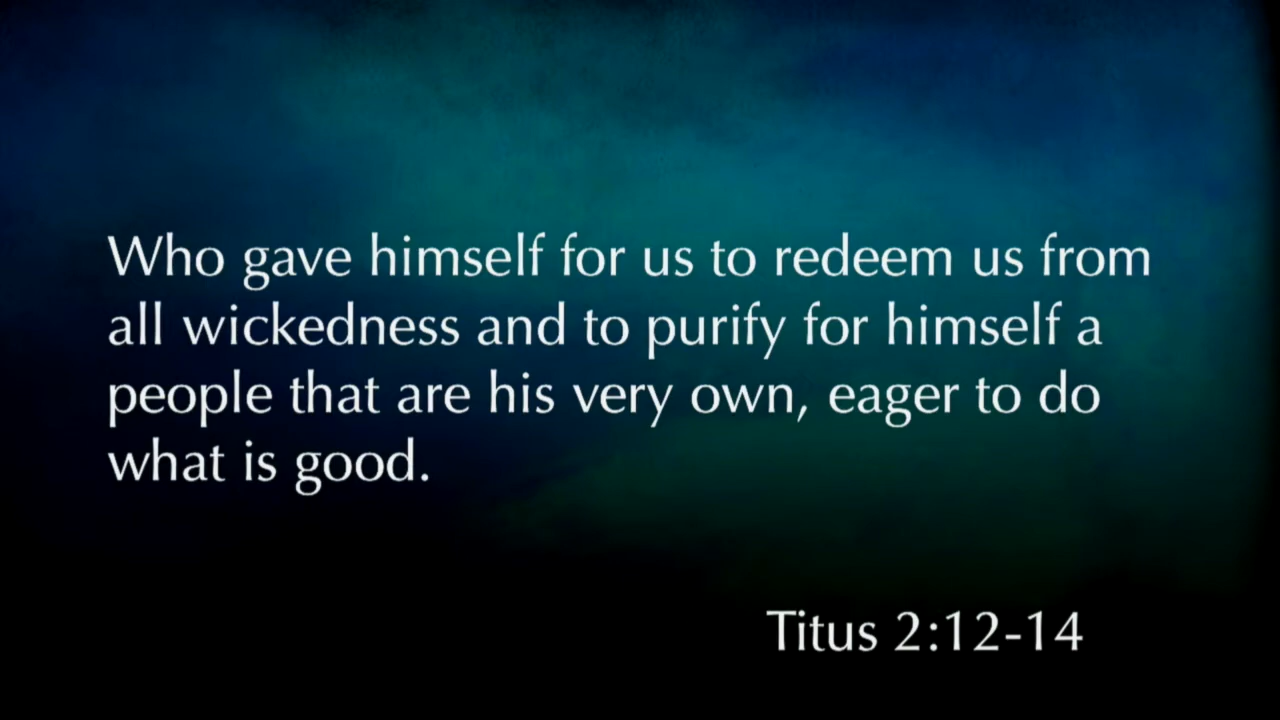 Who gave himself for us to redeem us from
all wickedness and to purify for himself a
people that are his very own, eager to do
what is good.
Titus 2:12-14